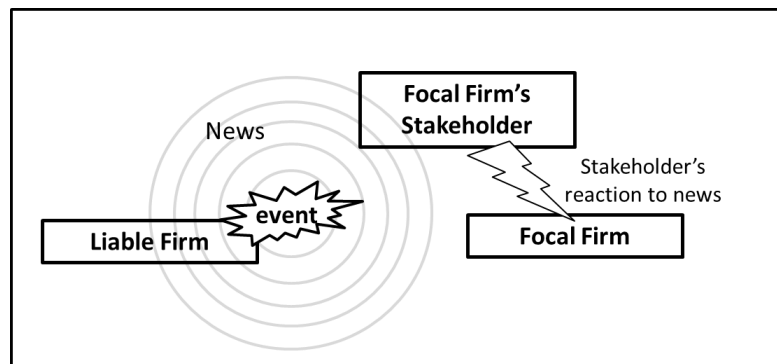 News
event
Liable Firm
Focal Firm's
Stakeholder
Stakeholder's
reaction to news
Focal Firm